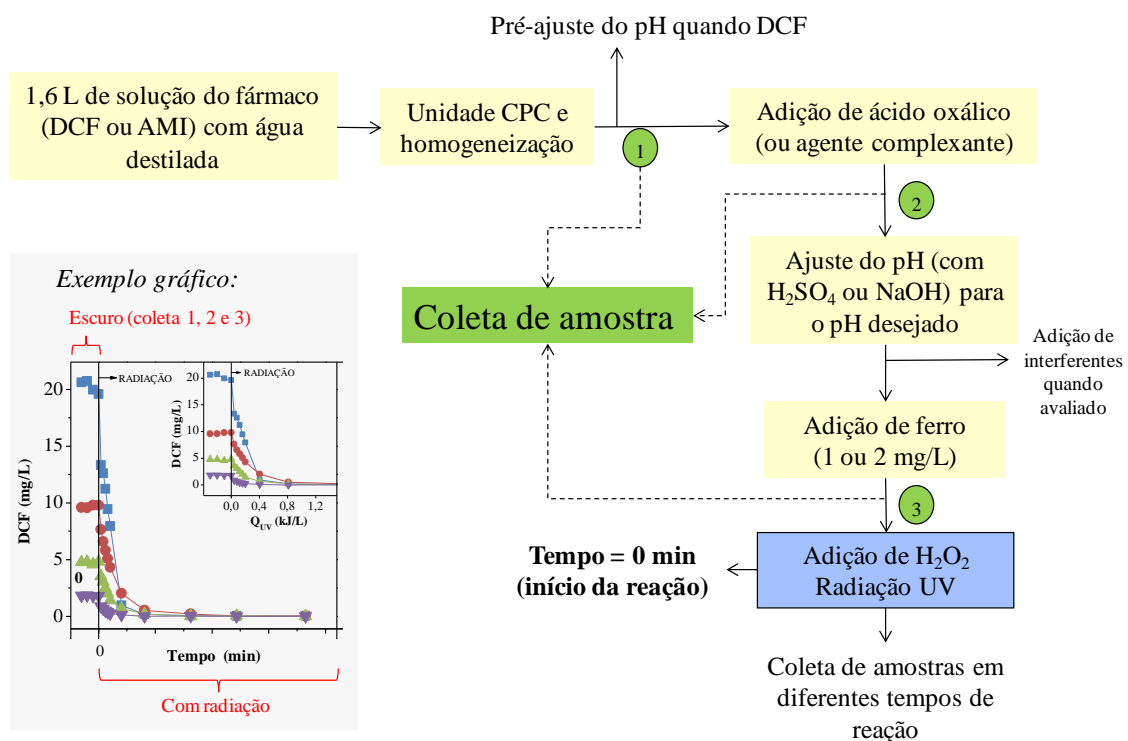 Pré-ajuste do pH quando DCF
1,6 L de solução do fármaco
(DCF ou AMI) com água
destilada
Unidade CPC e
homogeneização
1
Adição de ácido oxálico
(ou agente complexante)
2
Ajuste do pH (com
H₂SO₄ ou NaOH) para
o pH desejado
Coleta de amostra
Adição de
interferentes
quando
avaliado
Adição de ferro
(1 ou 2 mg/L)
3
Tempo = 0 min
(início da reação)
Adição de H₂O₂
Radiação UV
Coleta de amostras em
diferentes tempos de
reação
Exemplo gráfico:
Escuro (coleta 1, 2 e 3)
RADIAÇÃO
20
15
10
5
0
0
DCF (mg/L)
0
Tempo (min)
RADIAÇÃO
20
15
10
5
0
DCF (mg/L)
0,0 0,4 0,8 1,2
Q_UV (kJ/L)
Com radiação